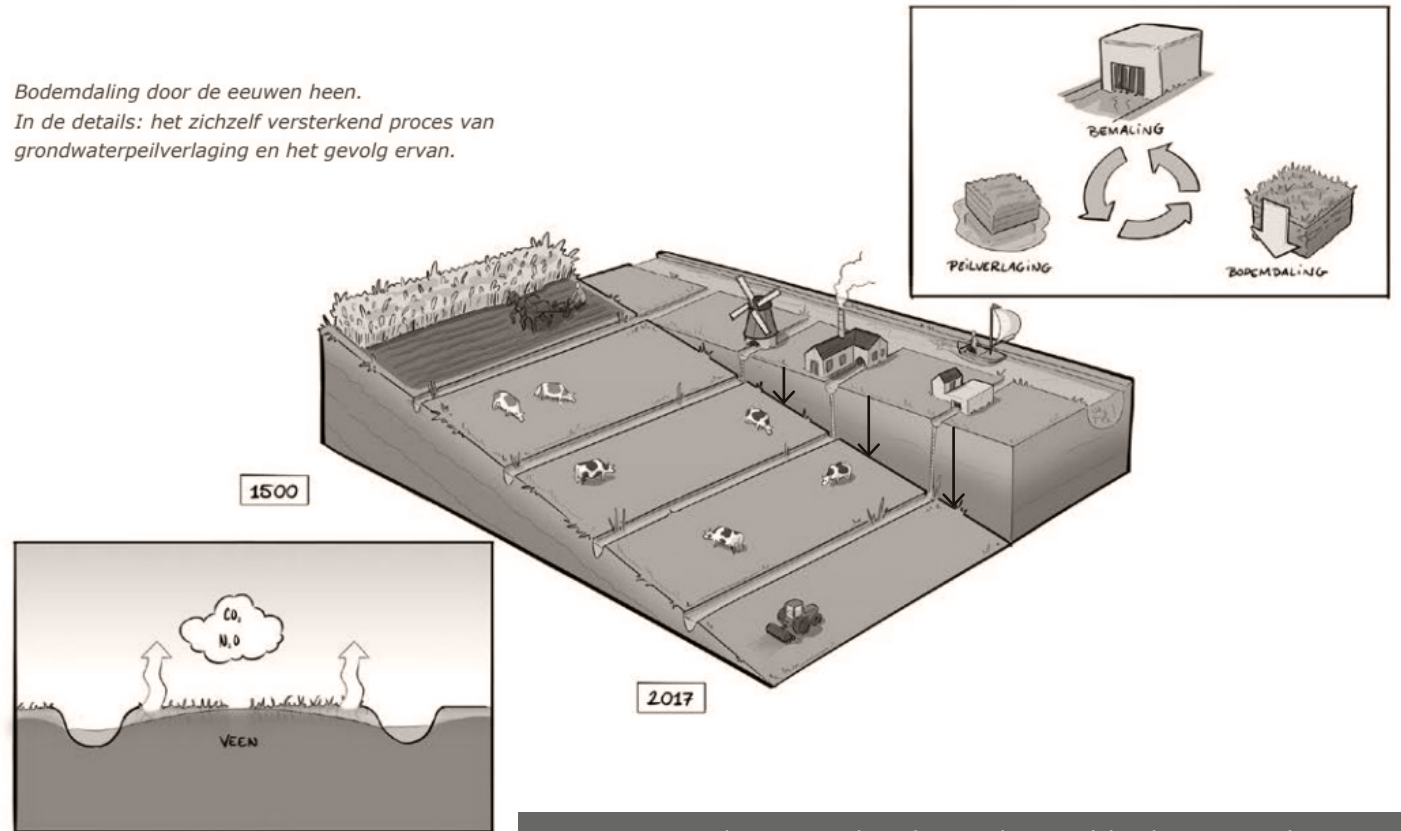 Bodemdaling door de eeuwen heen.
In de details: het zichzelf versterkend proces van
grondwaterpeilverlaging en het gevolg ervan.
BEMALING
PEILVERLAGING
BODEMDALING
1500
2017
CO₂
N₂O
VEEN